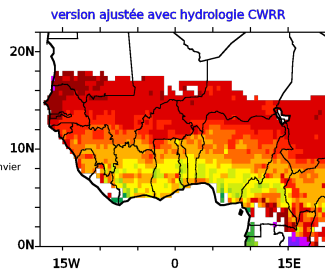 version ajustée avec hydrologie CWRR
20N
10N
nvier
0N
15W 0 15E